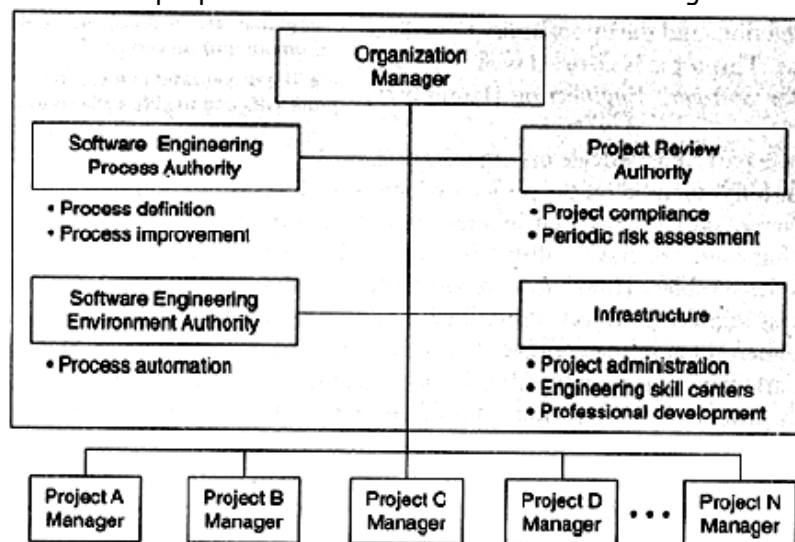 Organization
Manager
Software Engineering
Process Authority
Project Review
Authority
• Process definition
• Process improvement
• Project compliance
• Periodic risk assessment
Software Engineering
Environment Authority
Infrastructure
• Process automation
• Project administration
• Engineering skill centers
• Professional development
Project A
Manager
Project B
Manager
Project C
Manager
Project D
Manager
• • •
Project N
Manager